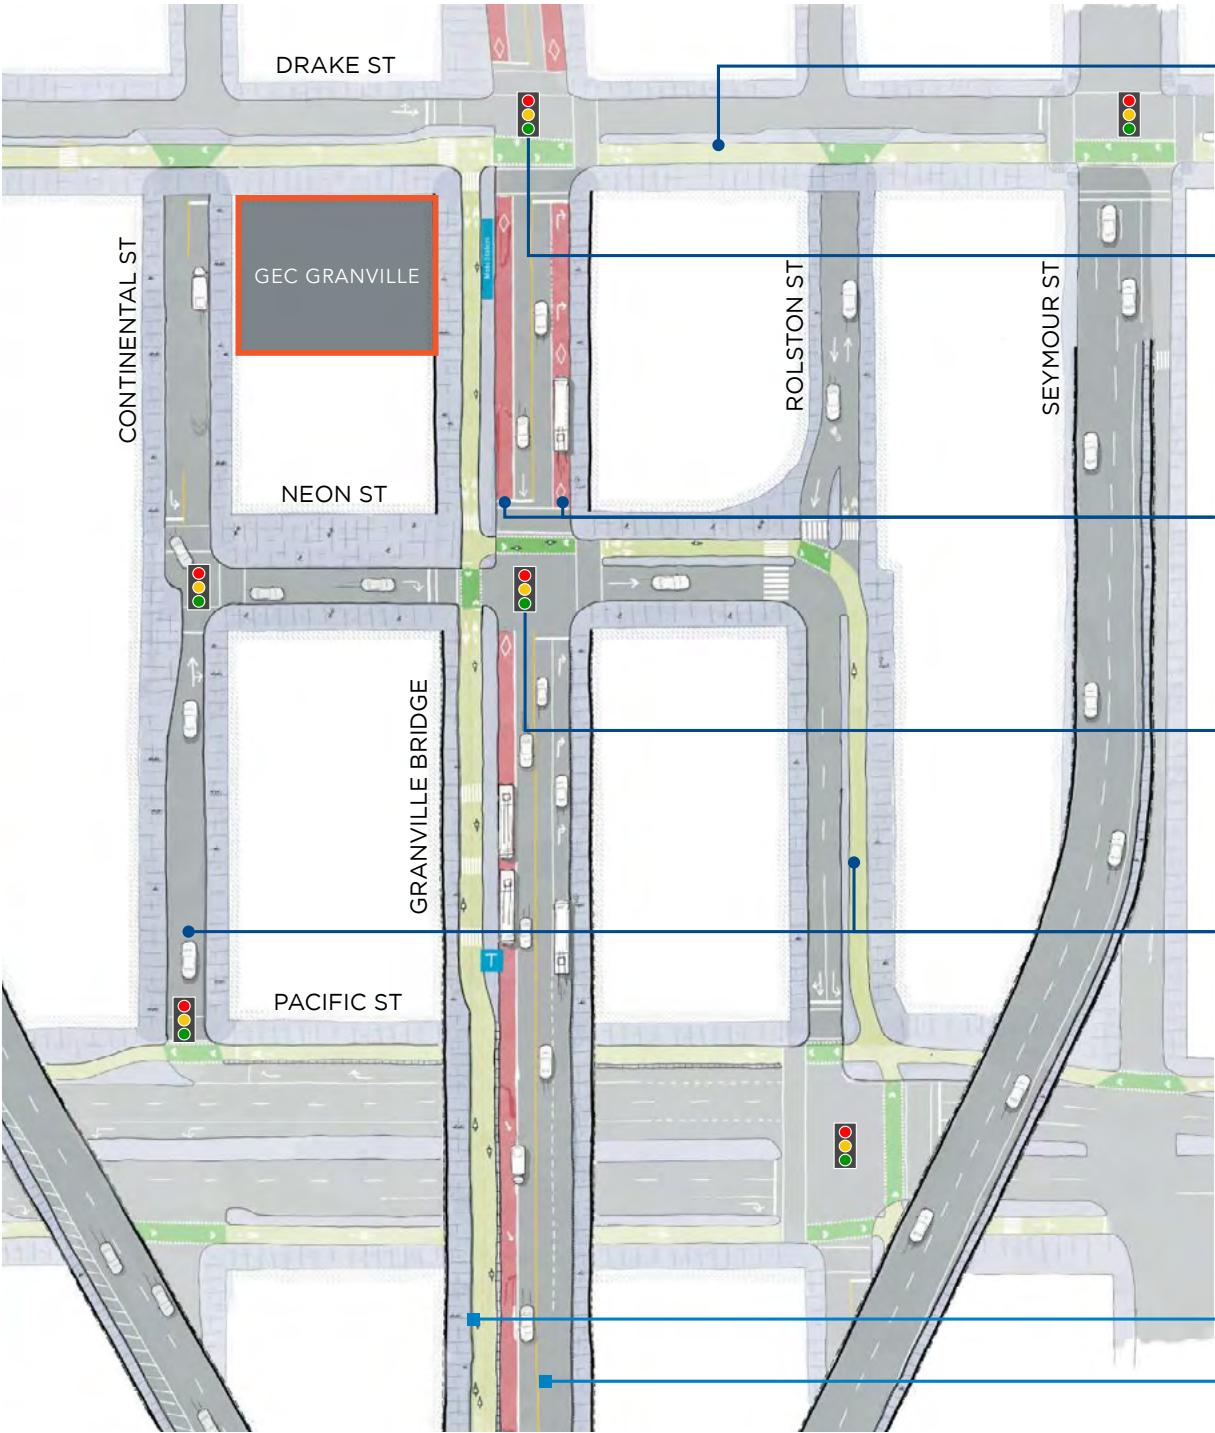 DRAKE ST
GEC GRANVILLE
CONTINENTAL ST
ROLSTON ST
SEYMOUR ST
NEON ST
GRANVILLE BRIDGE
T
PACIFIC ST